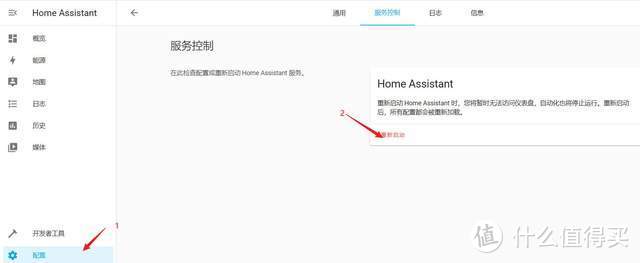 Home Assistant
通用
服务控制
日志
信息
概览
能源
地图
日志
历史
媒体
开发者工具
配置
服务控制
在此检查配置或重新启动 Home Assistant 服务。
Home Assistant
重新启动 Home Assistant 时，您将暂时无法访问仪表盘，自动化也将停止运行。重新启动
后，所有配置都会被重新加载。
重新启动
1
2
值 什么值得买